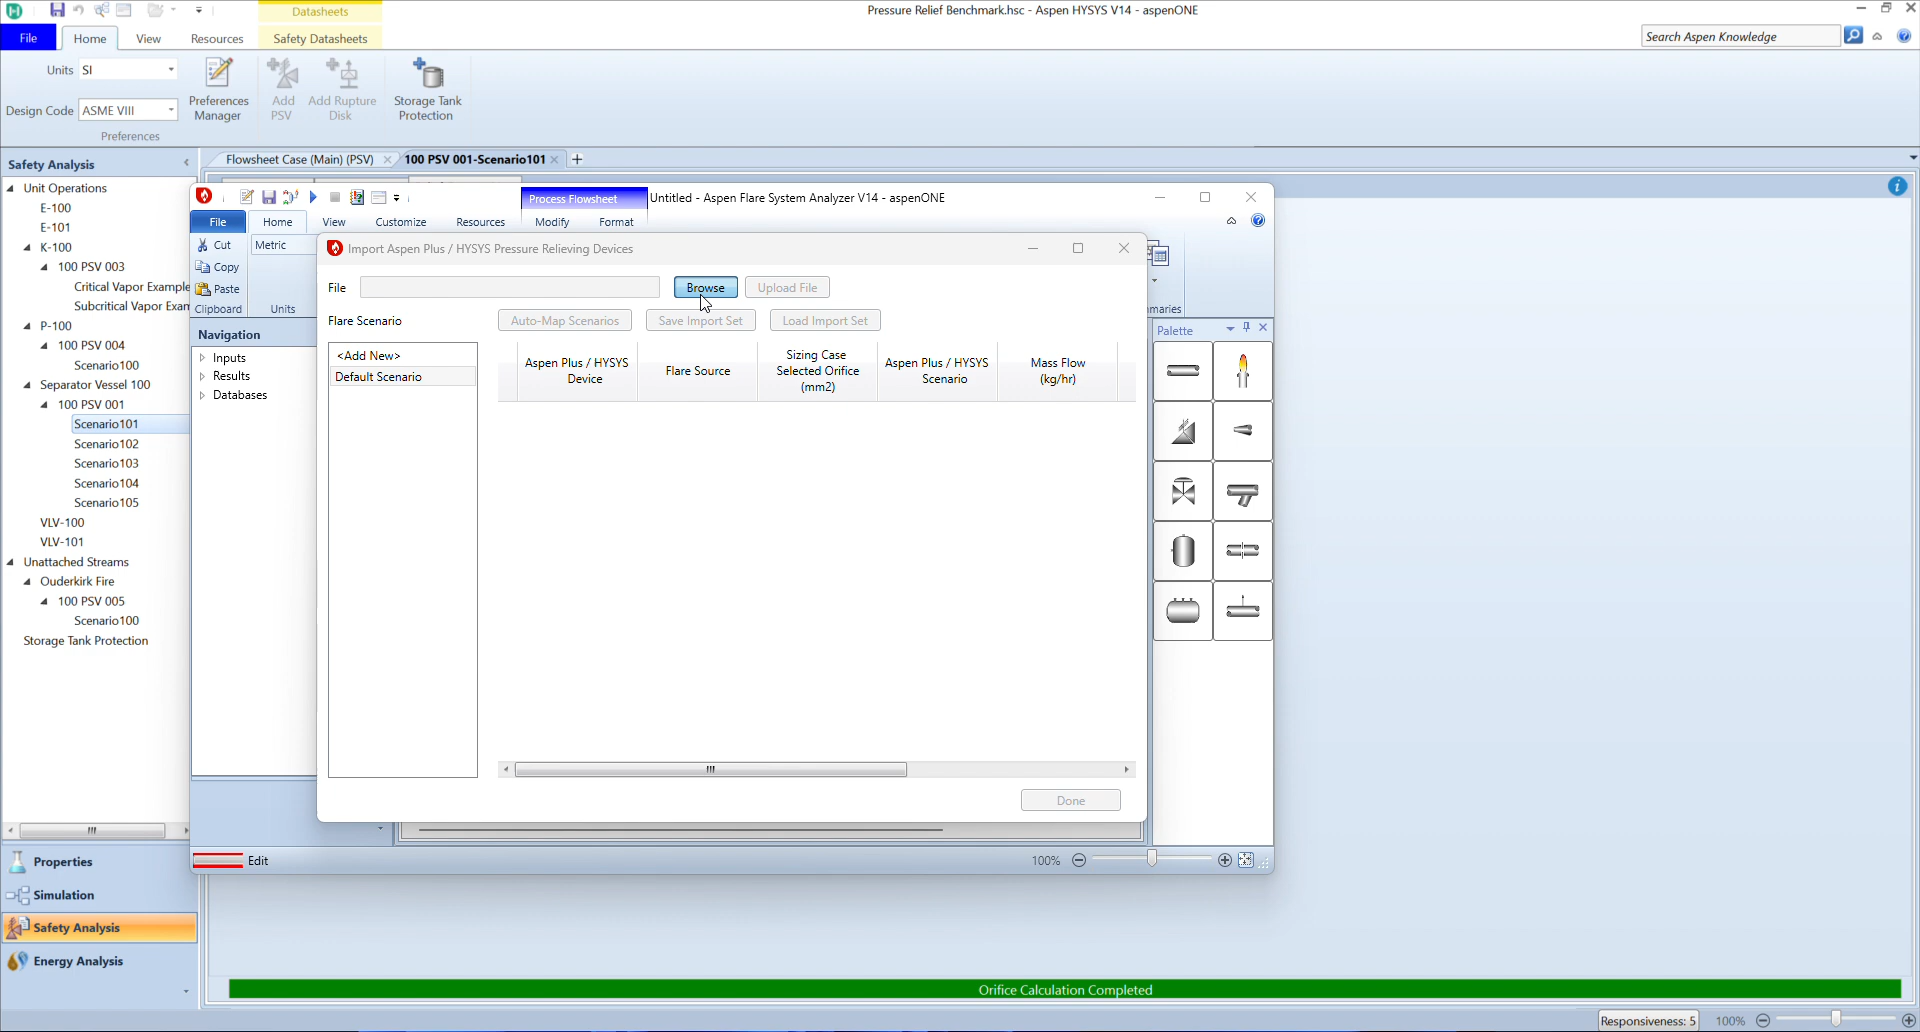 Datasheets
Pressure Relief Benchmark.hsc - Aspen HYSYS V14 - aspenONE
File
Home
View
Resources
Safety Datasheets
Search Aspen Knowledge
Units
SI
Design Code
ASME VIII
Preferences
Manager
Add
PSV
Add Rupture
Disk
Storage Tank
Protection
Preferences
Safety Analysis
Flowsheet Case (Main) (PSV)
100 PSV 001-Scenario101
Unit Operations
E-100
E-101
K-100
100 PSV 003
Critical Vapor Example
Subcritical Vapor Exam
P-100
100 PSV 004
Scenario100
Separator Vessel 100
100 PSV 001
Scenario101
Scenario102
Scenario103
Scenario104
Scenario105
VLV-100
VLV-101
Unattached Streams
Ouderkirk Fire
100 PSV 005
Scenario100
Storage Tank Protection
Properties
Simulation
Safety Analysis
Energy Analysis
Process Flowsheet
Untitled - Aspen Flare System Analyzer V14 - aspenONE
File
Home
View
Customize
Resources
Modify
Format
Cut
Copy
Paste
Clipboard
Metric
Units
maries
Navigation
Inputs
Results
Databases
Import Aspen Plus / HYSYS Pressure Relieving Devices
File
Browse
Upload File
Flare Scenario
Auto-Map Scenarios
Save Import Set
Load Import Set
<Add New>
Default Scenario
Aspen Plus / HYSYS
Device
Flare Source
Sizing Case
Selected Orifice
(mm2)
Aspen Plus / HYSYS
Scenario
Mass Flow
(kg/hr)
Done
Palette
Edit
100%
Orifice Calculation Completed
Responsiveness: 5
100%